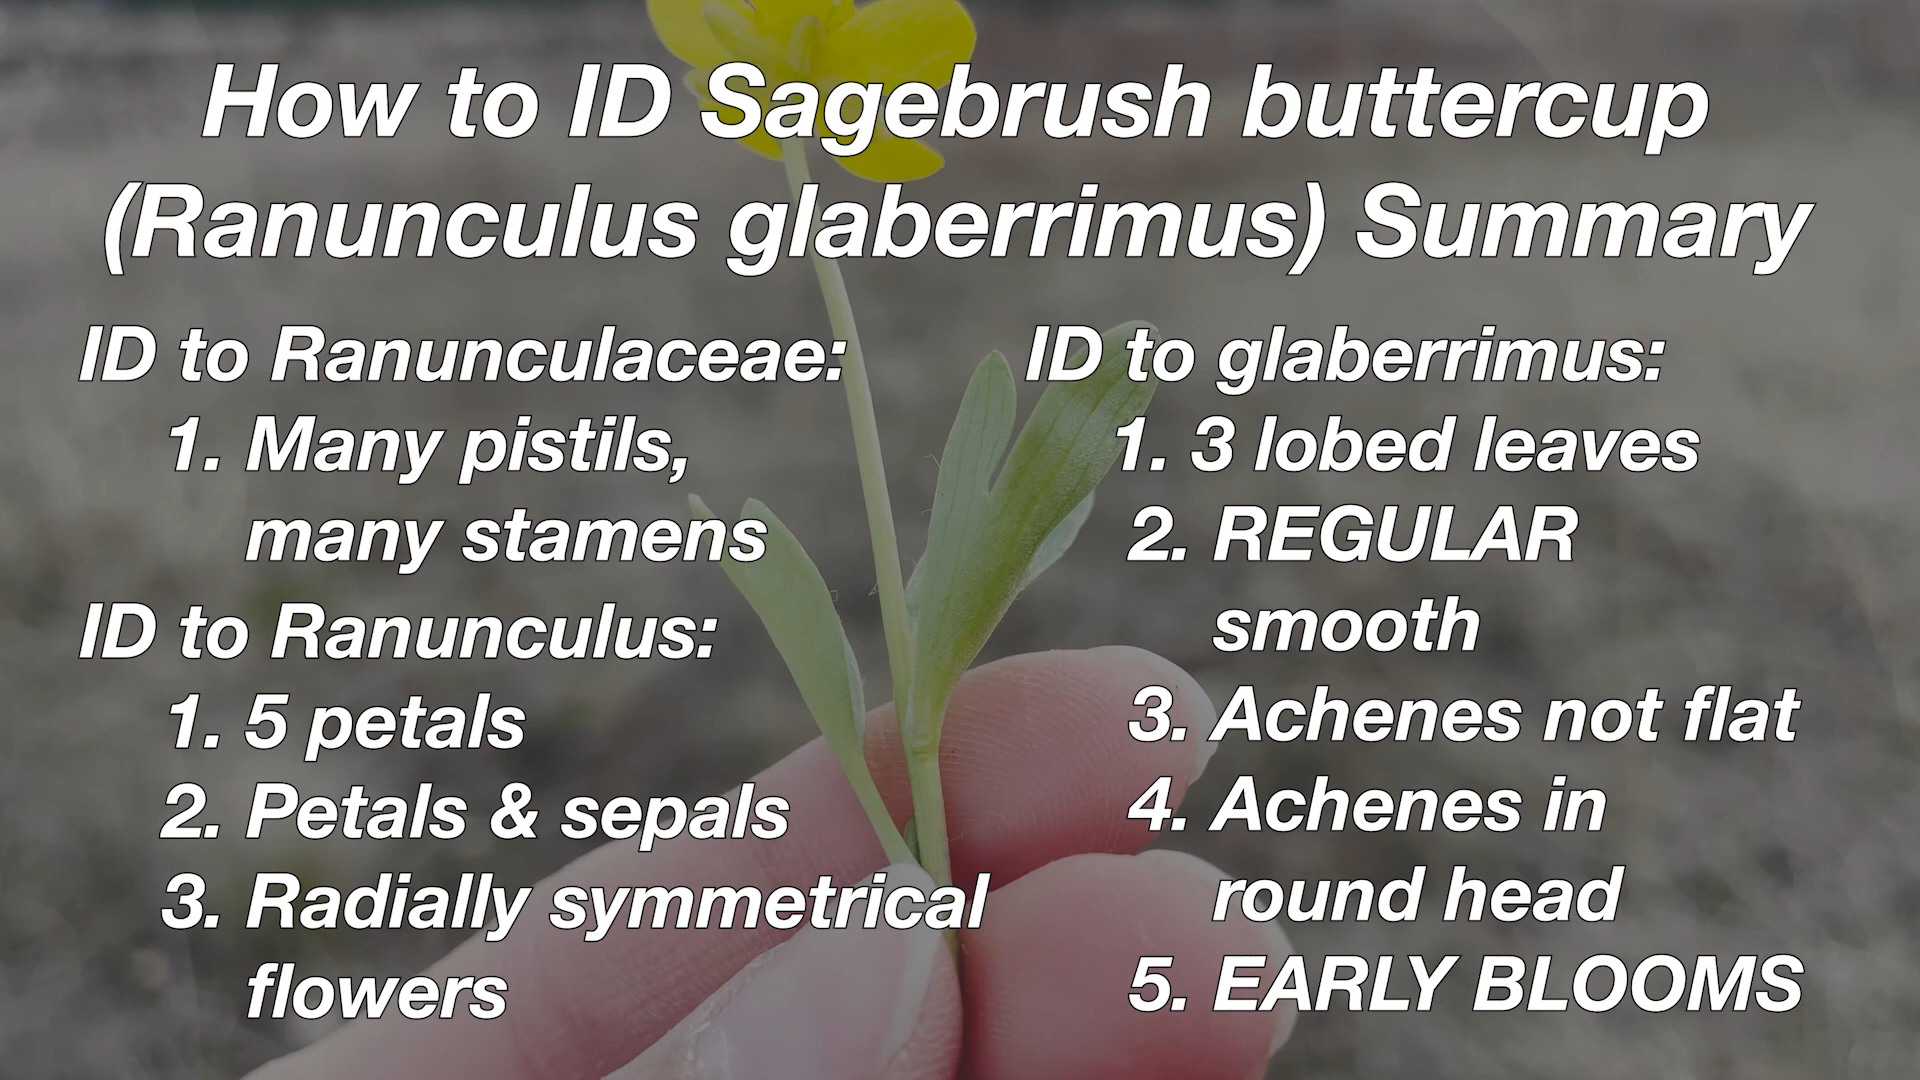 How to ID Sagebrush buttercup
(Ranunculus glaberrimus) Summary
ID to Ranunculaceae:
1. Many pistils,
many stamens
ID to Ranunculus:
1. 5 petals
2. Petals & sepals
3. Radially symmetrical
flowers
ID to glaberrimus:
1. 3 lobed leaves
2. REGULAR
smooth
3. Achenes not flat
4. Achenes in
round head
5. EARLY BLOOMS